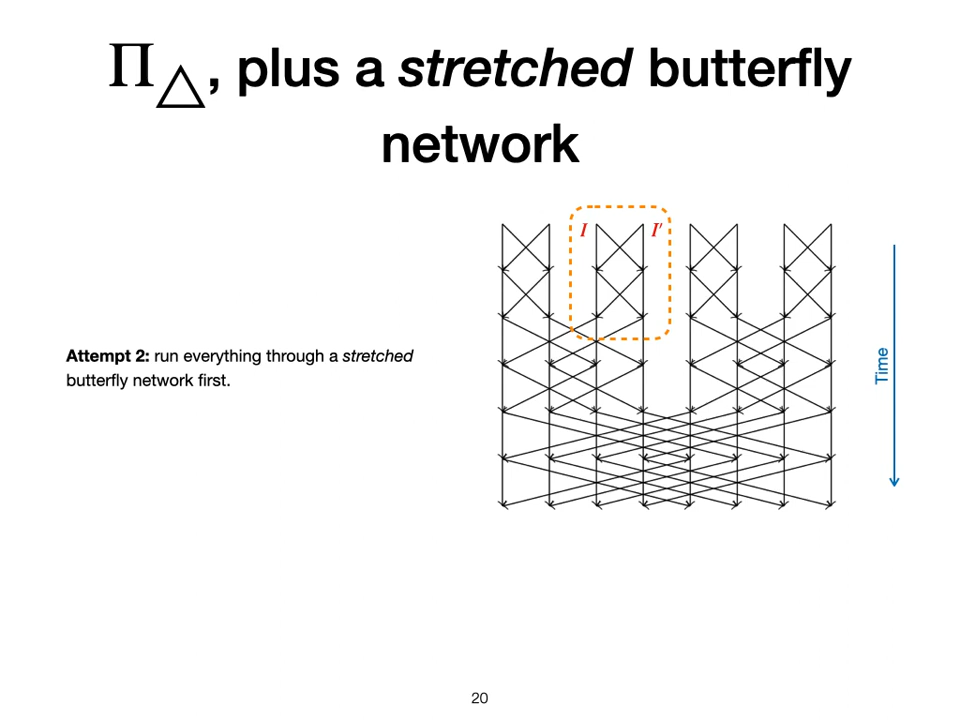 Π△, plus a stretched butterfly
network
I I′
Attempt 2: run everything through a stretched
butterfly network first.
Time
20